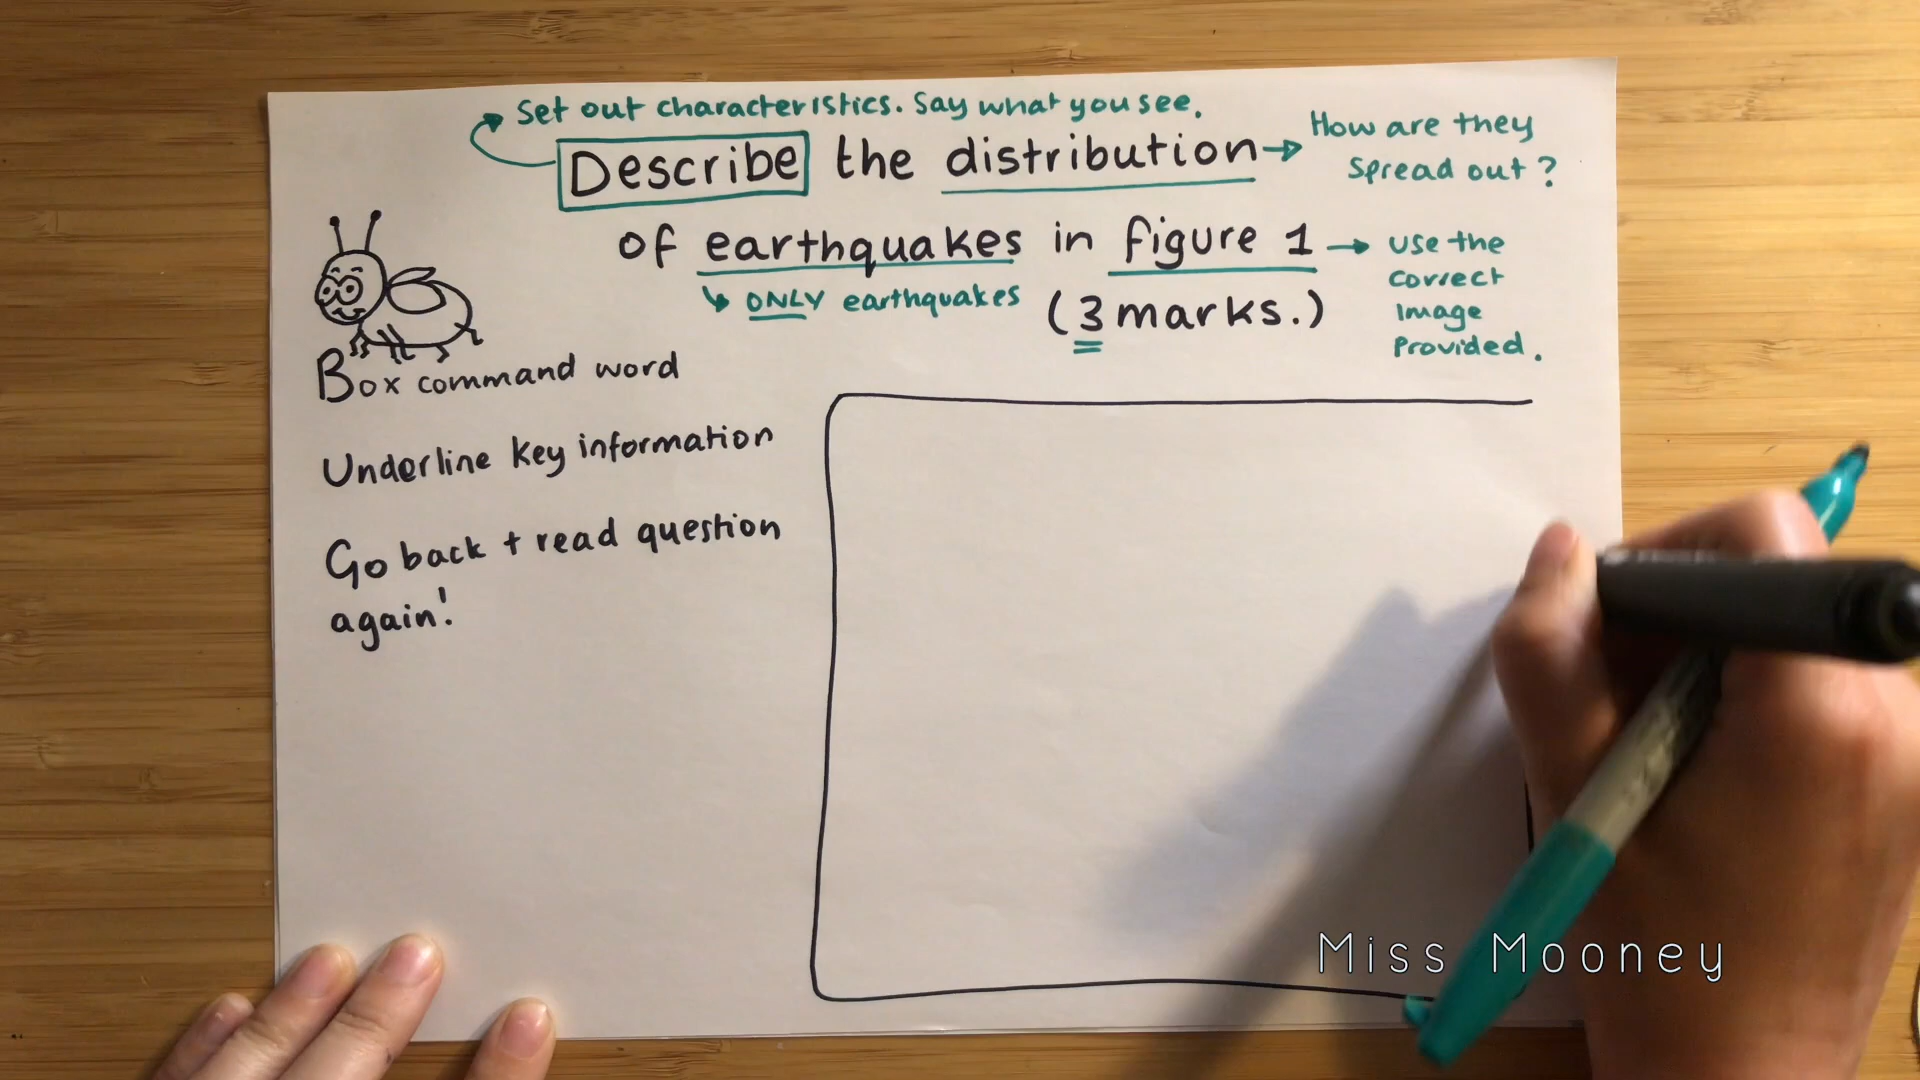 Set out characteristics. Say what you see.
Describe the distribution
How are they
Spread out?
of earthquakes in figure 1
use the
correct
Image
Provided.
ONLY earthquakes
(3 marks.)
Box command word
Underline key information
Go back + read question
again!
Miss Mooney